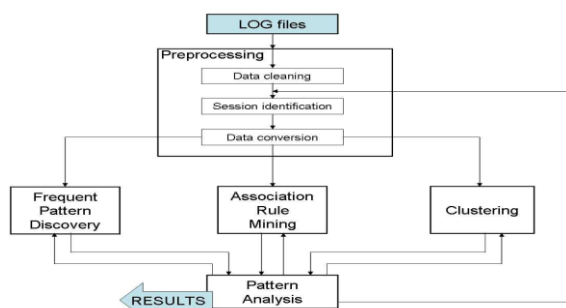 LOG files
Preprocessing
Data cleaning
Session identification
Data conversion
Frequent
Pattern
Discovery
Association
Rule
Mining
Clustering
Pattern
Analysis
RESULTS